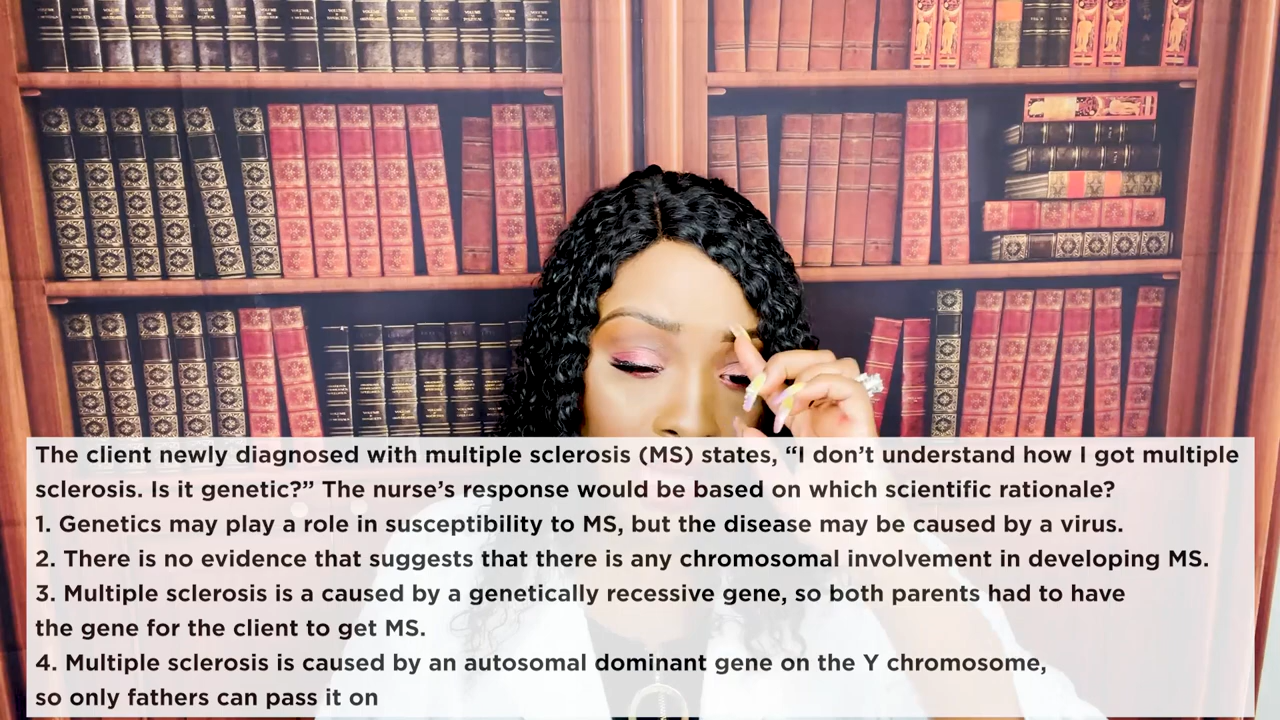 The client newly diagnosed with multiple sclerosis (MS) states, “I don’t understand how I got multiple
sclerosis. Is it genetic?” The nurse’s response would be based on which scientific rationale?
1. Genetics may play a role in susceptibility to MS, but the disease may be caused by a virus.
2. There is no evidence that suggests that there is any chromosomal involvement in developing MS.
3. Multiple sclerosis is a caused by a genetically recessive gene, so both parents had to have
the gene for the client to get MS.
4. Multiple sclerosis is caused by an autosomal dominant gene on the Y chromosome,
so only fathers can pass it on